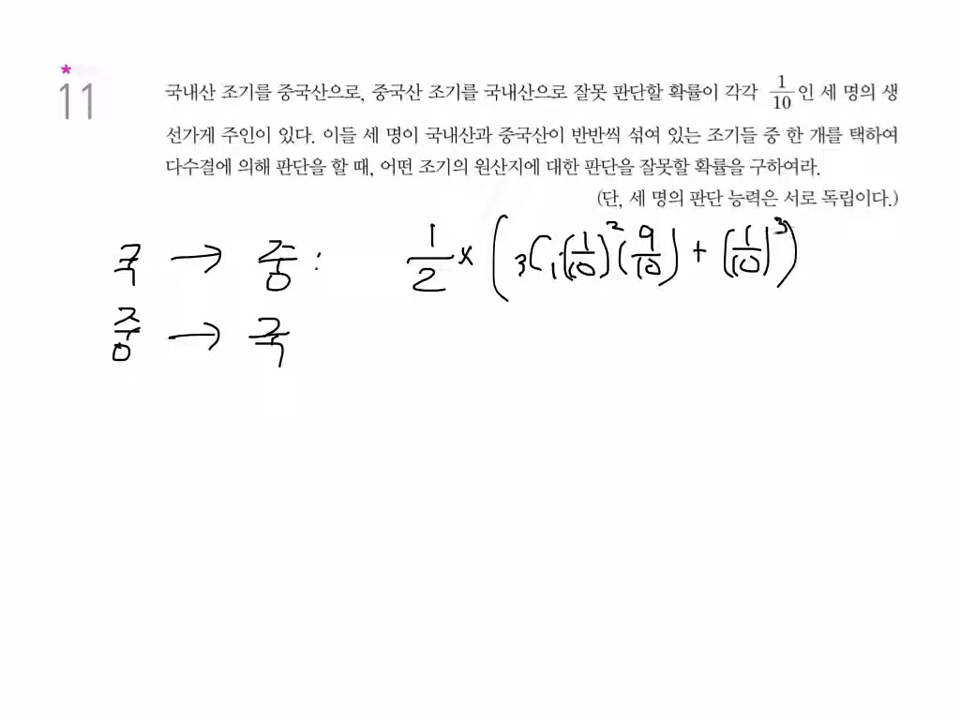 *
11 국내산 조기를 중국산으로, 중국산 조기를 국내산으로 잘못 판단할 확률이 각각 1/10인 세 명의 생
선가게 주인이 있다. 이들 세 명이 국내산과 중국산이 반반씩 섞여 있는 조기들 중 한 개를 택하여
다수결에 의해 판단을 할 때, 어떤 조기의 원산지에 대한 판단을 잘못할 확률을 구하여라.
(단, 세 명의 판단 능력은 서로 독립이다.)
국 → 중 : 1/2 × (₃C₁(1/10)²(9/10) + (1/10)³)
중 → 국